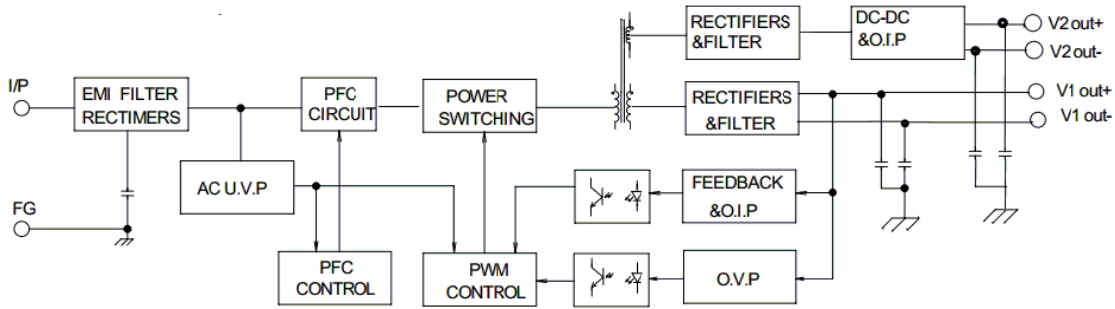 RECTIFIERS
&FILTER
DC-DC
&O.I.P
V2 out+
V2 out-
I/P
EMI FILTER
RECTIMERS
PFC
CIRCUIT
POWER
SWITCHING
RECTIFIERS
&FILTER
V1 out+
V1 out-
AC U.V.P
FEEDBACK
&O.I.P
FG
PFC
CONTROL
PWM
CONTROL
O.V.P